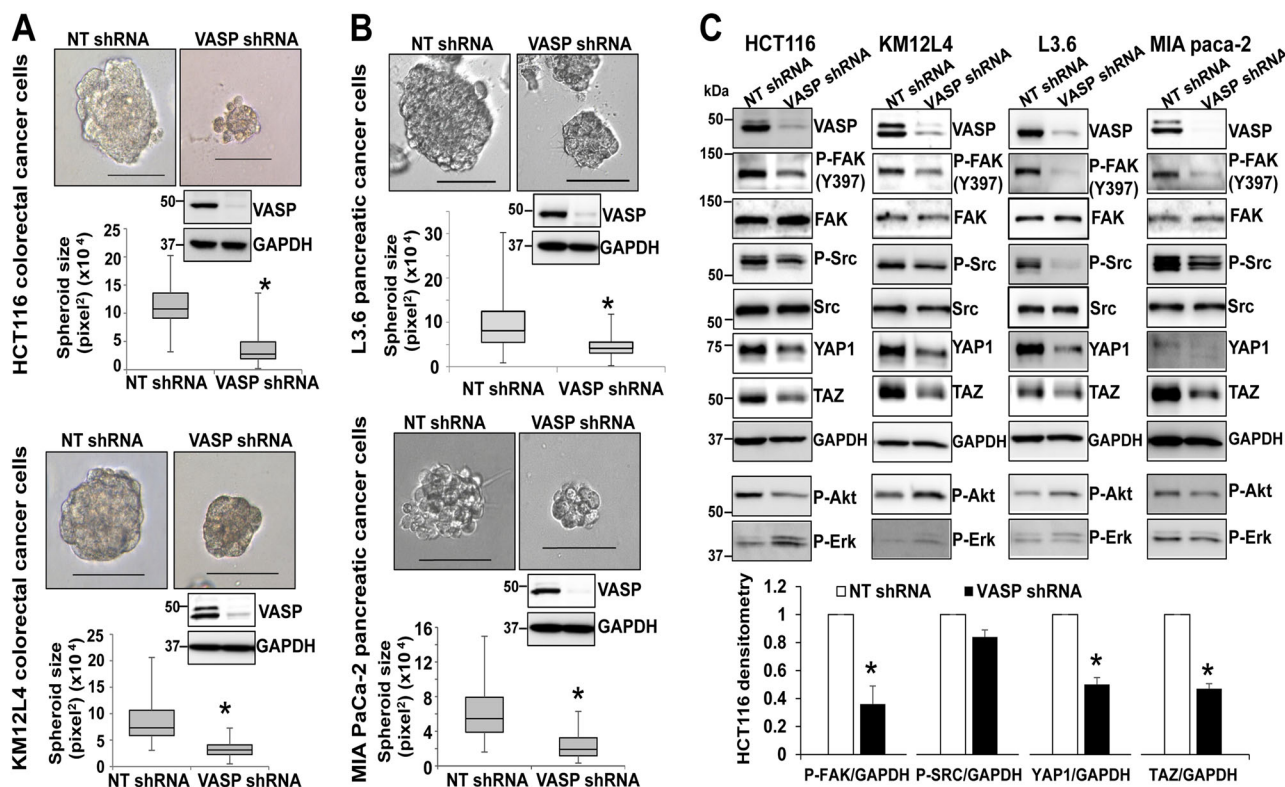 A
HCT116 colorectal cancer cells
NT shRNA
VASP shRNA
50
VASP
37
GAPDH
Spheroid size
(pixel²) (x10⁴)
25
20
15
10
5
0
*
NT shRNA
VASP shRNA
KM12L4 colorectal cancer cells
NT shRNA
VASP shRNA
50
VASP
37
GAPDH
Spheroid size
(pixel²) (x10⁴)
25
20
15
10
5
0
*
NT shRNA
VASP shRNA
B
L3.6 pancreatic cancer cells
NT shRNA
VASP shRNA
50
VASP
37
GAPDH
Spheroid size
(pixel²) (x10⁴)
30
20
10
0
*
NT shRNA
VASP shRNA
MIA PaCa-2 pancreatic cancer cells
NT shRNA
VASP shRNA
50
VASP
37
GAPDH
Spheroid size
(pixel²) (x10⁴)
16
12
8
4
0
*
NT shRNA
VASP shRNA
C
HCT116
KM12L4
L3.6
MIA paca-2
kDa
NT shRNA
VASP shRNA
NT shRNA
VASP shRNA
NT shRNA
VASP shRNA
NT shRNA
VASP shRNA
50
VASP
VASP
VASP
VASP
150
P-FAK
(Y397)
P-FAK
(Y397)
P-FAK
(Y397)
P-FAK
(Y397)
150
FAK
FAK
FAK
FAK
50
P-Src
P-Src
P-Src
P-Src
50
Src
Src
Src
Src
75
YAP1
YAP1
YAP1
YAP1
50
TAZ
TAZ
TAZ
TAZ
37
GAPDH
GAPDH
GAPDH
GAPDH
50
P-Akt
P-Akt
P-Akt
P-Akt
37
P-Erk
P-Erk
P-Erk
P-Erk
HCT116 densitometry
NT shRNA
VASP shRNA
1.2
1
0.8
0.6
0.4
0.2
0
*
*
*
P-FAK/GAPDH
P-SRC/GAPDH
YAP1/GAPDH
TAZ/GAPDH